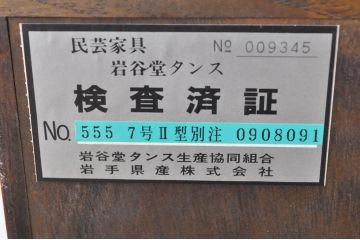 民芸家具 No 009345
岩谷堂タンス
検査済証
No. 555 7号Ⅱ型別注 0908091
岩谷堂タンス生産協同組合
岩手県産株式会社